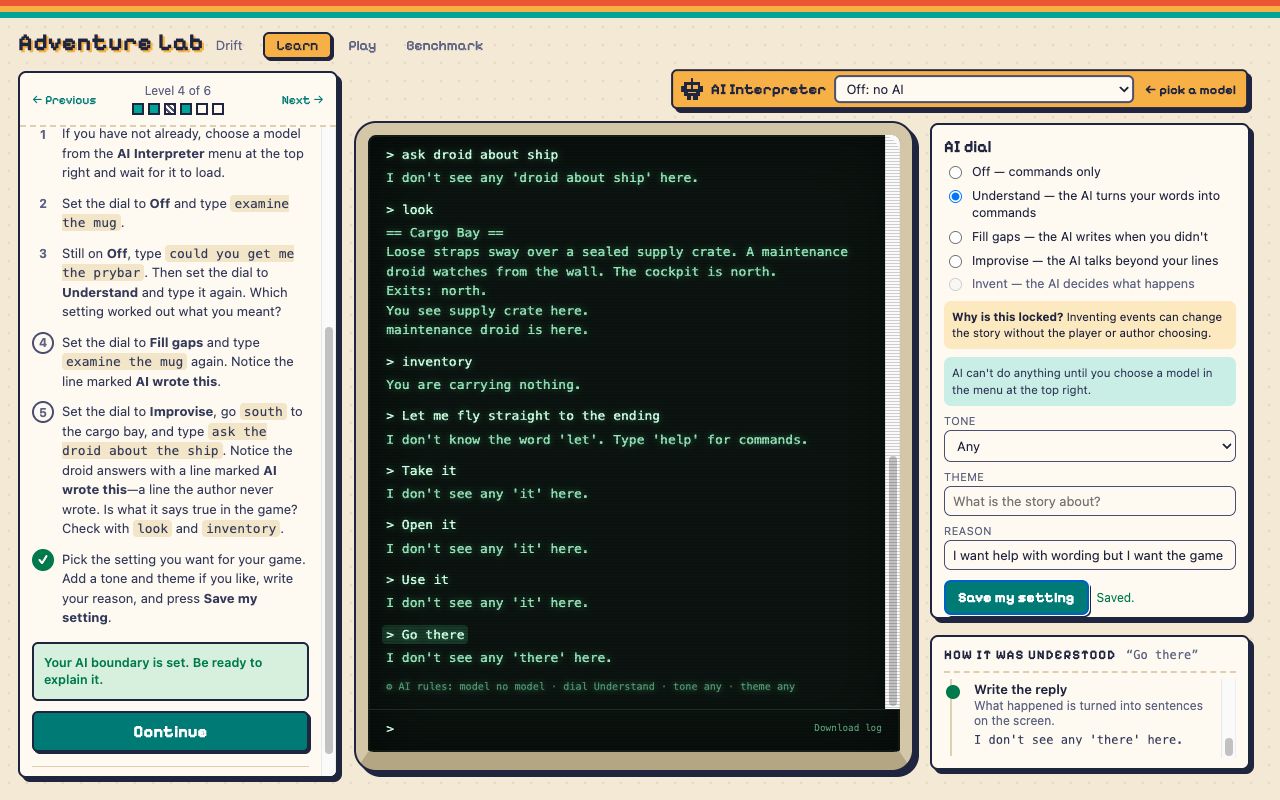 Adventure Lab Drift Learn Play Benchmark
← Previous
Level 4 of 6
Next →
1 If you have not already, choose a model
from the AI Interpreter menu at the top
right and wait for it to load.
2 Set the dial to Off and type examine
the mug .
3 Still on Off, type could you get me
the prybar . Then set the dial to
Understand and type it again. Which
setting worked out what you meant?
4 Set the dial to Fill gaps and type
examine the mug again. Notice the
line marked AI wrote this.
5 Set the dial to Improvise, go south to
the cargo bay, and type ask the
droid about the ship . Notice the
droid answers with a line marked AI
wrote this—a line the author never
wrote. Is what it says true in the game?
Check with look and inventory .
Pick the setting you want for your game.
Add a tone and theme if you like, write
your reason, and press Save my
setting.
Your AI boundary is set. Be ready to
explain it.
Continue
AI Interpreter Off: no AI ← pick a model
> ask droid about ship
I don't see any 'droid about ship' here.
> look
== Cargo Bay ==
Loose straps sway over a sealed supply crate. A maintenance
droid watches from the wall. The cockpit is north.
Exits: north.
You see supply crate here.
maintenance droid is here.
> inventory
You are carrying nothing.
> Let me fly straight to the ending
I don't know the word 'let'. Type 'help' for commands.
> Take it
I don't see any 'it' here.
> Open it
I don't see any 'it' here.
> Use it
I don't see any 'it' here.
> Go there
I don't see any 'there' here.
⚙ AI rules: model no model · dial Understand · tone any · theme any
>
Download log
AI dial
Off — commands only
Understand — the AI turns your words into
commands
Fill gaps — the AI writes when you didn't
Improvise — the AI talks beyond your lines
Invent — the AI decides what happens
Why is this locked? Inventing events can change
the story without the player or author choosing.
AI can't do anything until you choose a model in
the menu at the top right.
TONE
Any
THEME
What is the story about?
REASON
I want help with wording but I want the game
Save my setting Saved.
HOW IT WAS UNDERSTOOD “Go there”
Write the reply
What happened is turned into sentences
on the screen.
I don't see any 'there' here.